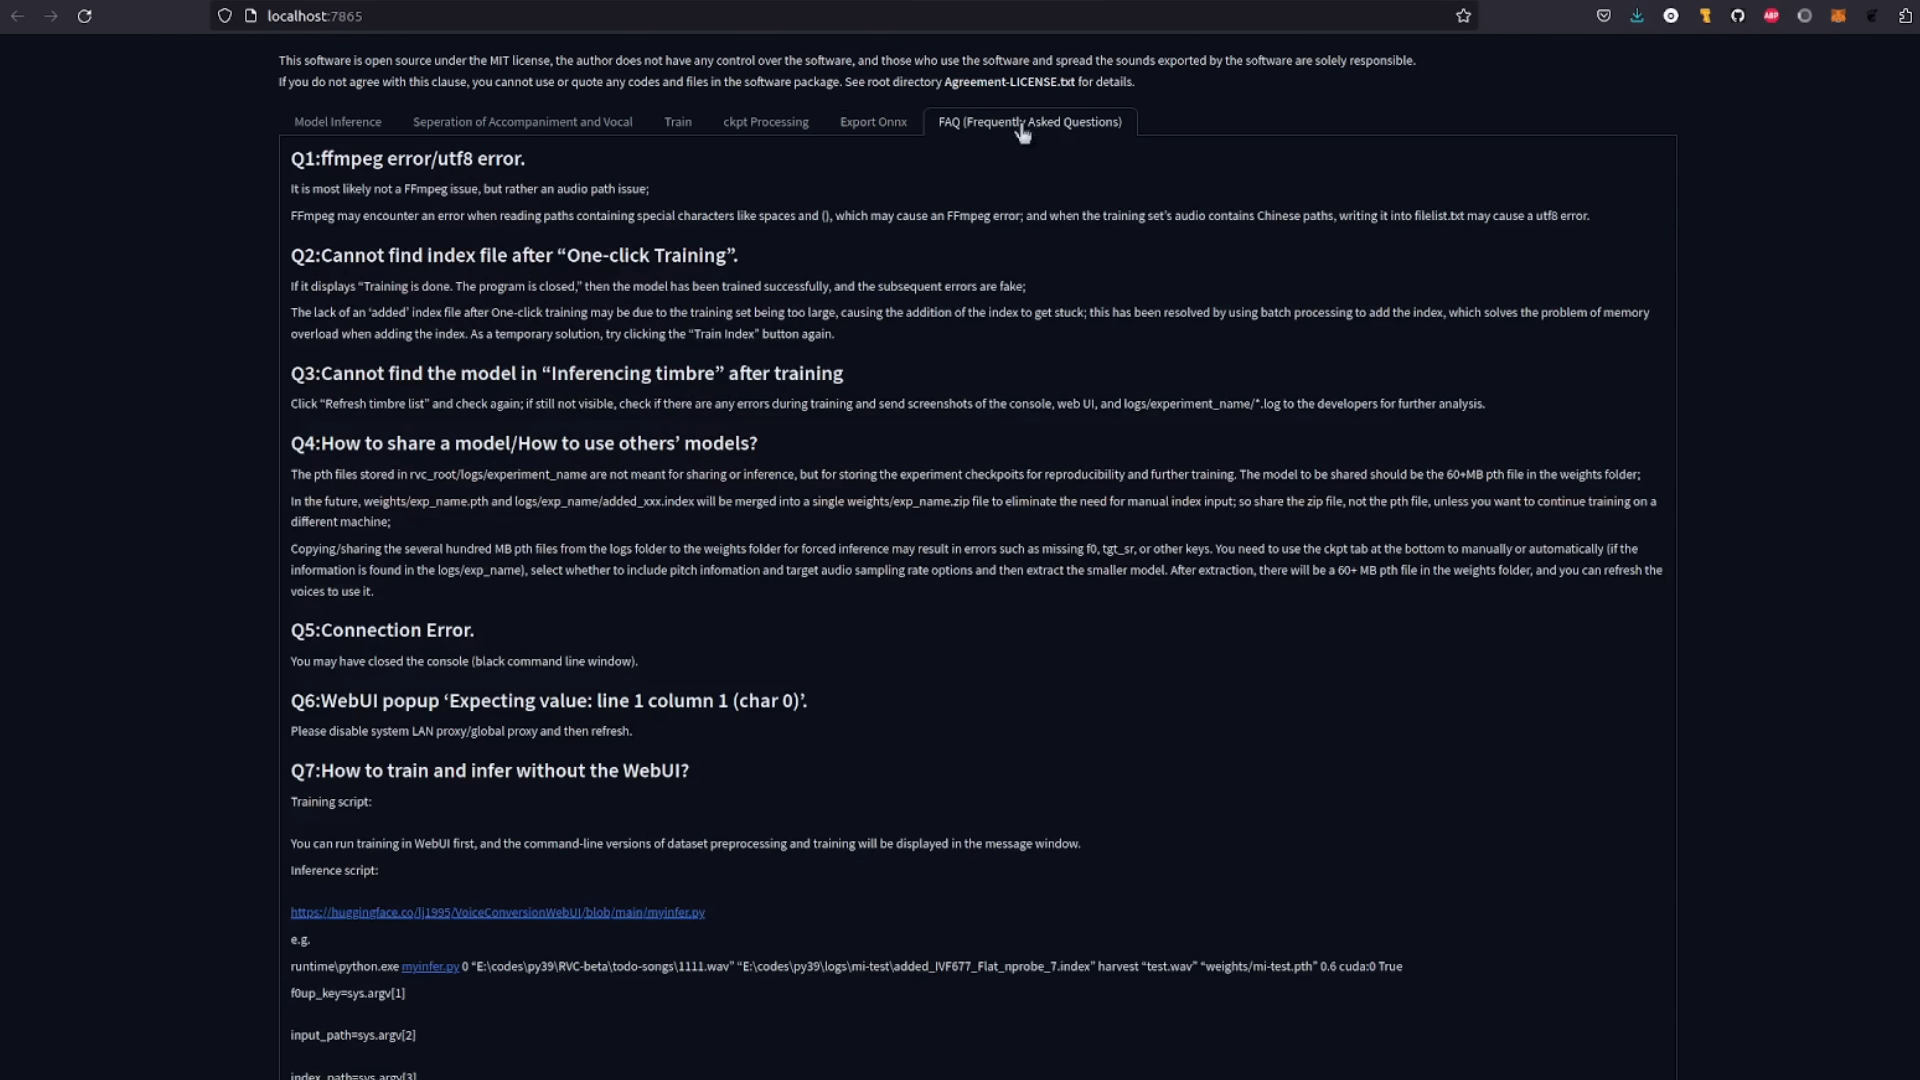 localhost:7865
ABP
This software is open source under the MIT license, the author does not have any control over the software, and those who use the software and spread the sounds exported by the software are solely responsible.
If you do not agree with this clause, you cannot use or quote any codes and files in the software package. See root directory Agreement-LICENSE.txt for details.
Model Inference
Seperation of Accompaniment and Vocal
Train
ckpt Processing
Export Onnx
FAQ (Frequently Asked Questions)
Q1:ffmpeg error/utf8 error.
It is most likely not a FFmpeg issue, but rather an audio path issue;
FFmpeg may encounter an error when reading paths containing special characters like spaces and (), which may cause an FFmpeg error; and when the training set's audio contains Chinese paths, writing it into filelist.txt may cause a utf8 error.
Q2:Cannot find index file after “One-click Training”.
If it displays “Training is done. The program is closed,” then the model has been trained successfully, and the subsequent errors are fake;
The lack of an ‘added’ index file after One-click training may be due to the training set being too large, causing the addition of the index to get stuck; this has been resolved by using batch processing to add the index, which solves the problem of memory
overload when adding the index. As a temporary solution, try clicking the “Train Index” button again.
Q3:Cannot find the model in “Inferencing timbre” after training
Click “Refresh timbre list” and check again; if still not visible, check if there are any errors during training and send screenshots of the console, web UI, and logs/experiment_name/*.log to the developers for further analysis.
Q4:How to share a model/How to use others’ models?
The pth files stored in rvc_root/logs/experiment_name are not meant for sharing or inference, but for storing the experiment checkpoits for reproducibility and further training. The model to be shared should be the 60+MB pth file in the weights folder;
In the future, weights/exp_name.pth and logs/exp_name/added_xxx.index will be merged into a single weights/exp_name.zip file to eliminate the need for manual index input; so share the zip file, not the pth file, unless you want to continue training on a
different machine;
Copying/sharing the several hundred MB pth files from the logs folder to the weights folder for forced inference may result in errors such as missing f0, tgt_sr, or other keys. You need to use the ckpt tab at the bottom to manually or automatically (if the
information is found in the logs/exp_name), select whether to include pitch infomation and target audio sampling rate options and then extract the smaller model. After extraction, there will be a 60+ MB pth file in the weights folder, and you can refresh the
voices to use it.
Q5:Connection Error.
You may have closed the console (black command line window).
Q6:WebUI popup ‘Expecting value: line 1 column 1 (char 0)’.
Please disable system LAN proxy/global proxy and then refresh.
Q7:How to train and infer without the WebUI?
Training script:
You can run training in WebUI first, and the command-line versions of dataset preprocessing and training will be displayed in the message window.
Inference script:
https://huggingface.co/lj1995/VoiceConversionWebUI/blob/main/myinfer.py
e.g.
runtime\python.exe myinfer.py 0 “E:\codes\py39\RVC-beta\todo-songs\1111.wav” “E:\codes\py39\logs\mi-test\added_IVF677_Flat_nprobe_7.index” harvest “test.wav” “weights/mi-test.pth” 0.6 cuda:0 True
f0up_key=sys.argv[1]
input_path=sys.argv[2]
index_path=sys.argv[3]